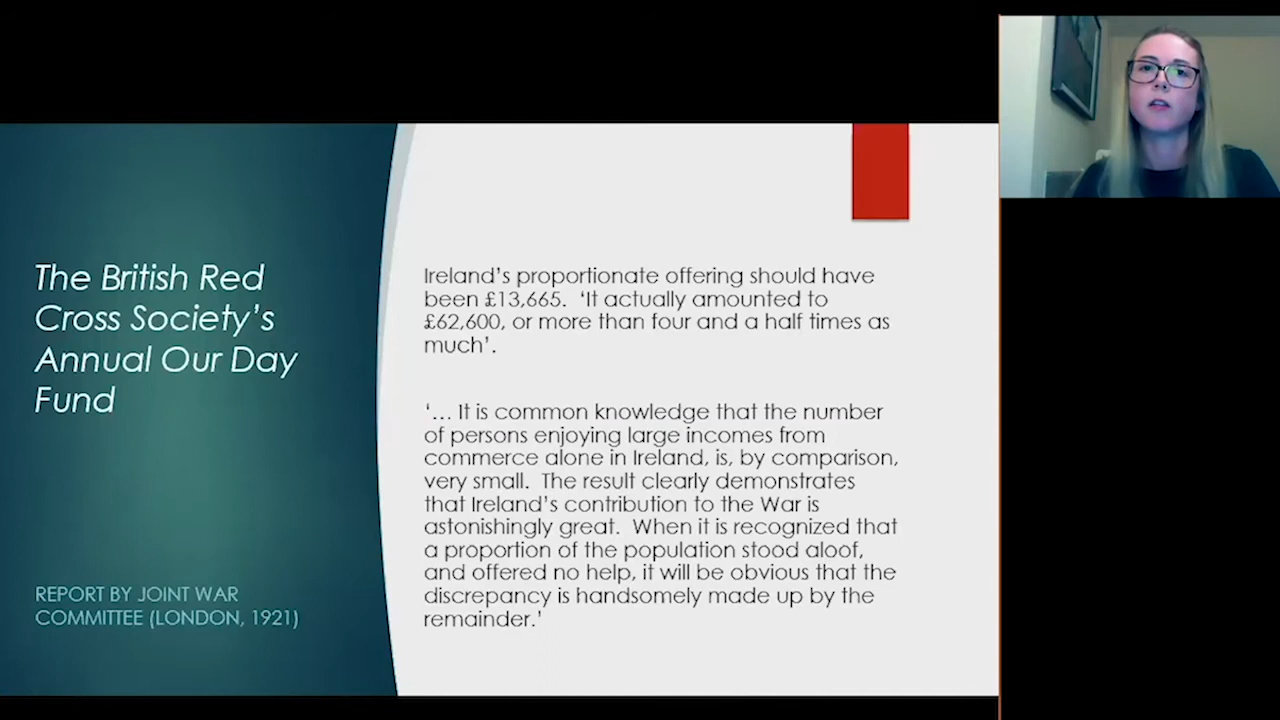 The British Red
Cross Society’s
Annual Our Day
Fund
REPORT BY JOINT WAR
COMMITTEE (LONDON, 1921)
Ireland’s proportionate offering should have
been £13,665.  ‘It actually amounted to
£62,600, or more than four and a half times as
much’.
‘… It is common knowledge that the number
of persons enjoying large incomes from
commerce alone in Ireland, is, by comparison,
very small.  The result clearly demonstrates
that Ireland’s contribution to the War is
astonishingly great.  When it is recognized that
a proportion of the population stood aloof,
and offered no help, it will be obvious that the
discrepancy is handsomely made up by the
remainder.’